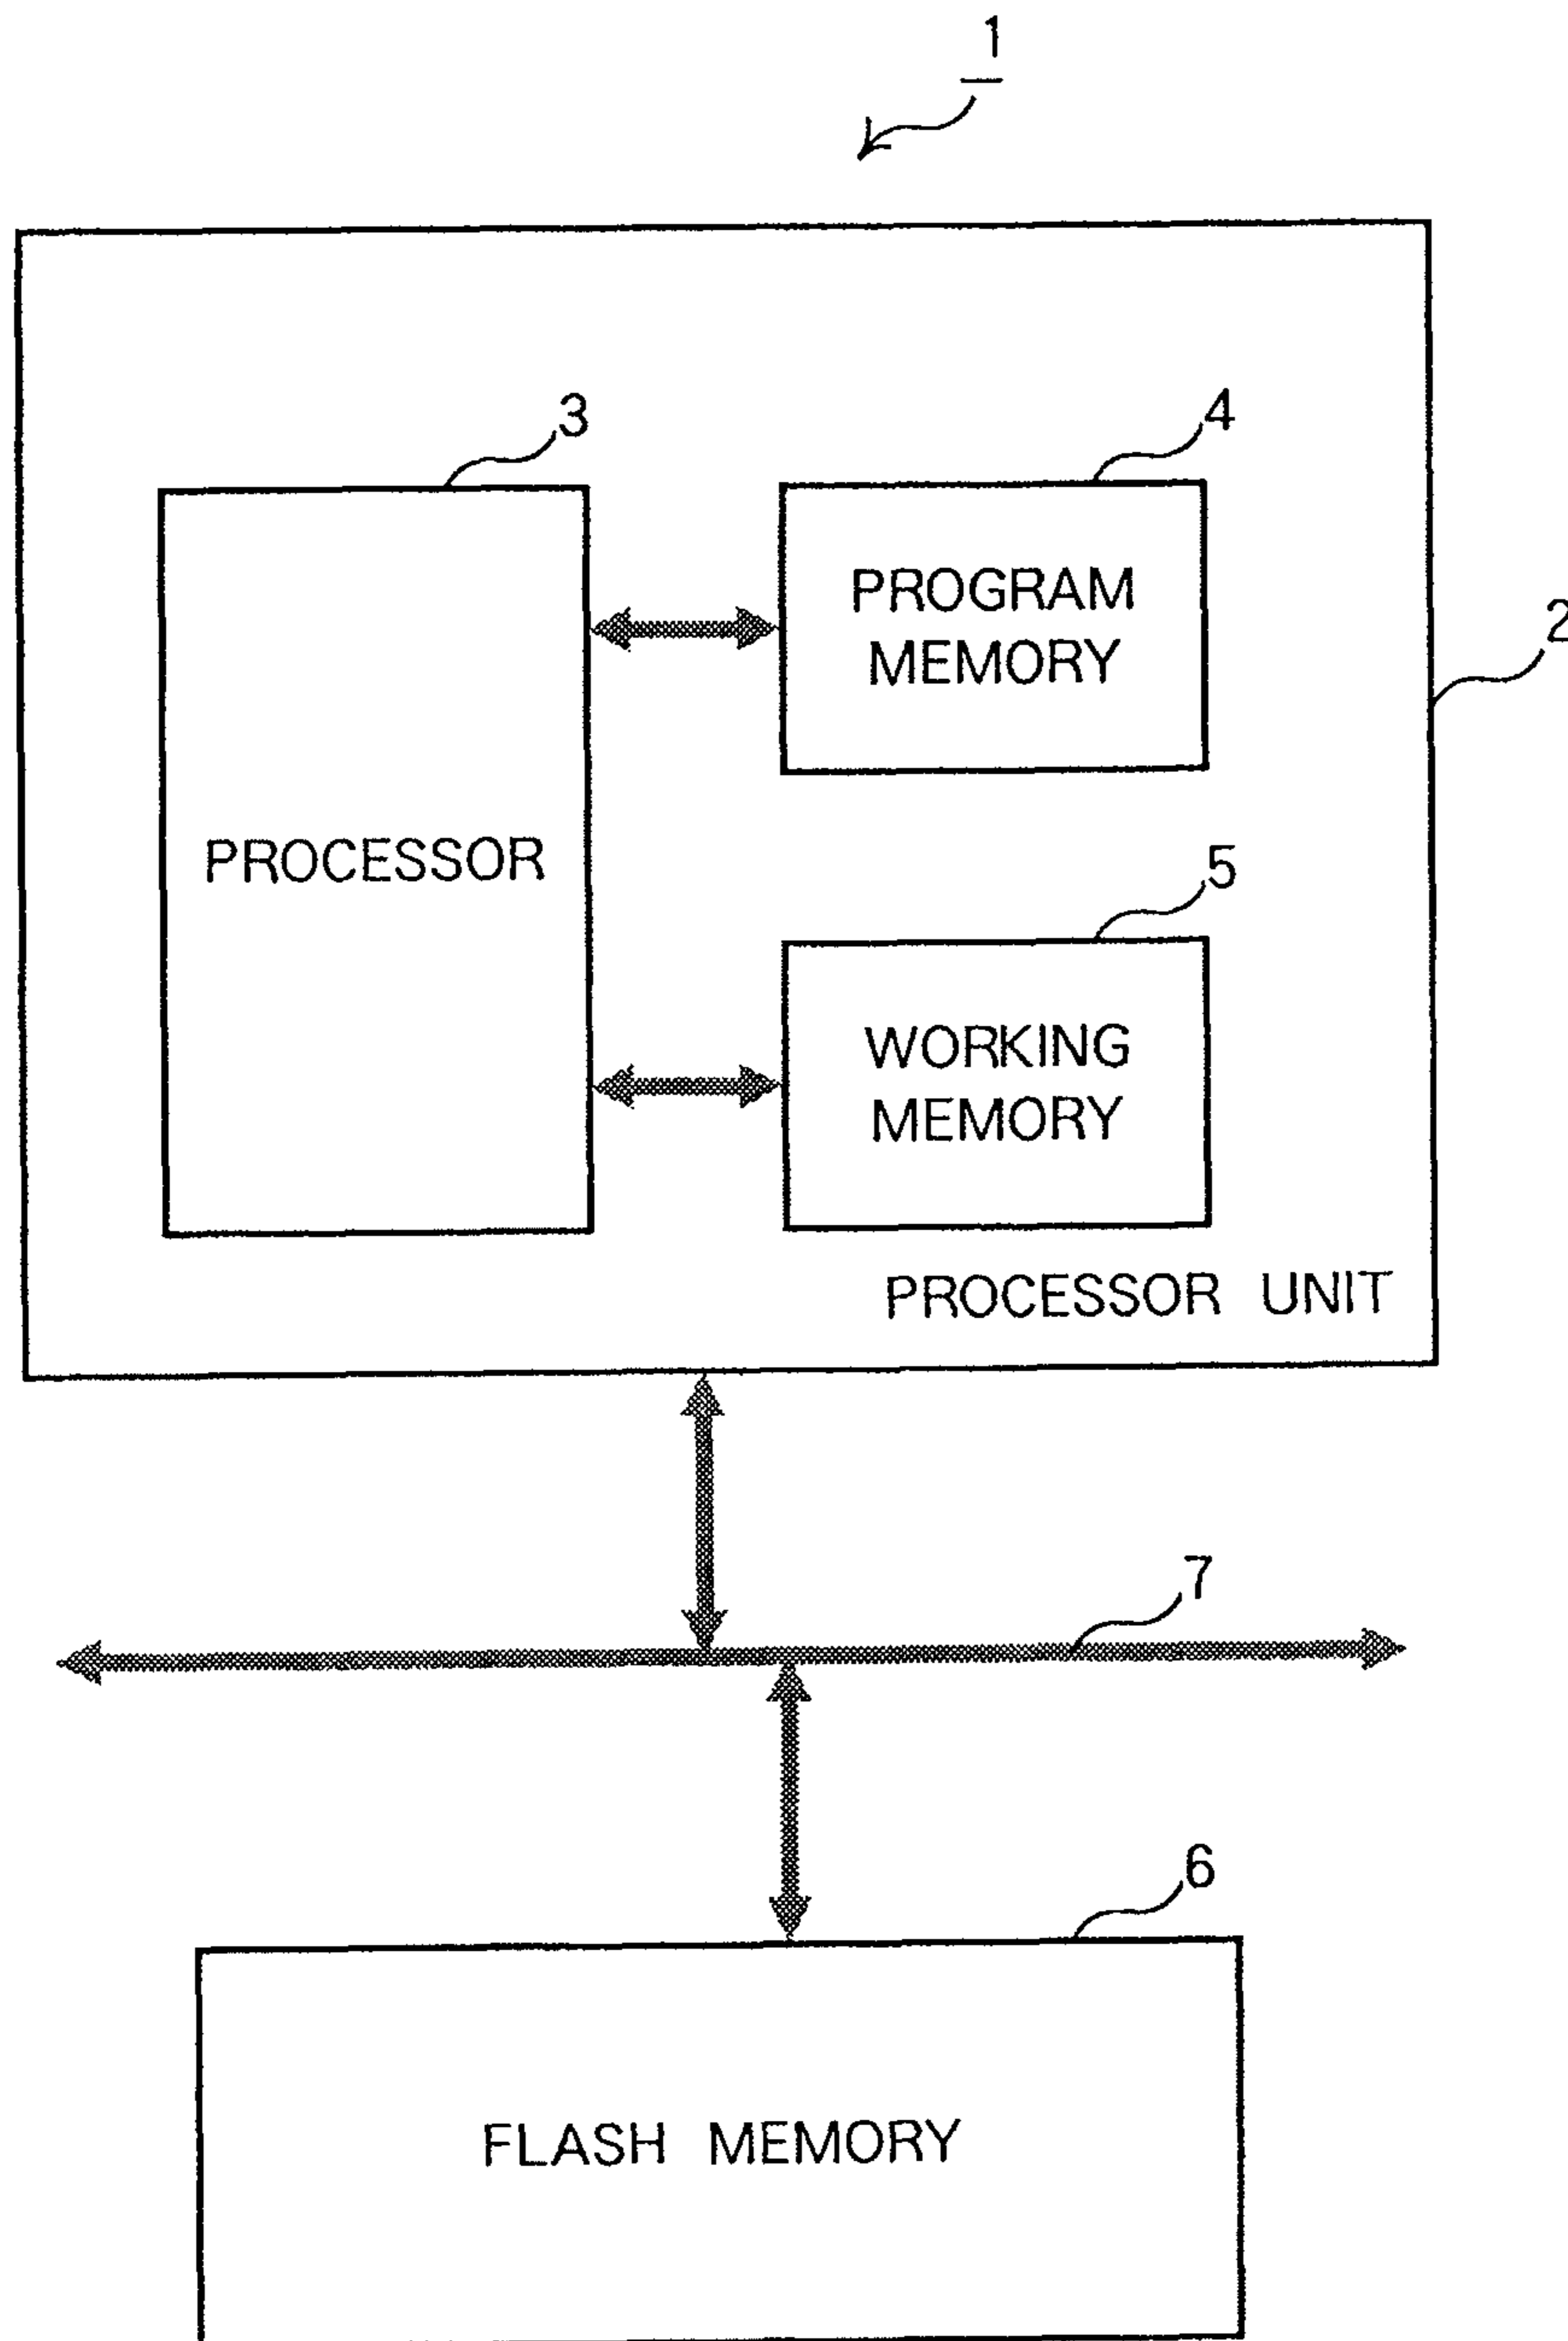 1
3
4
PROGRAM
MEMORY
2
PROCESSOR
5
WORKING
MEMORY
PROCESSOR UNIT
7
6
FLASH MEMORY